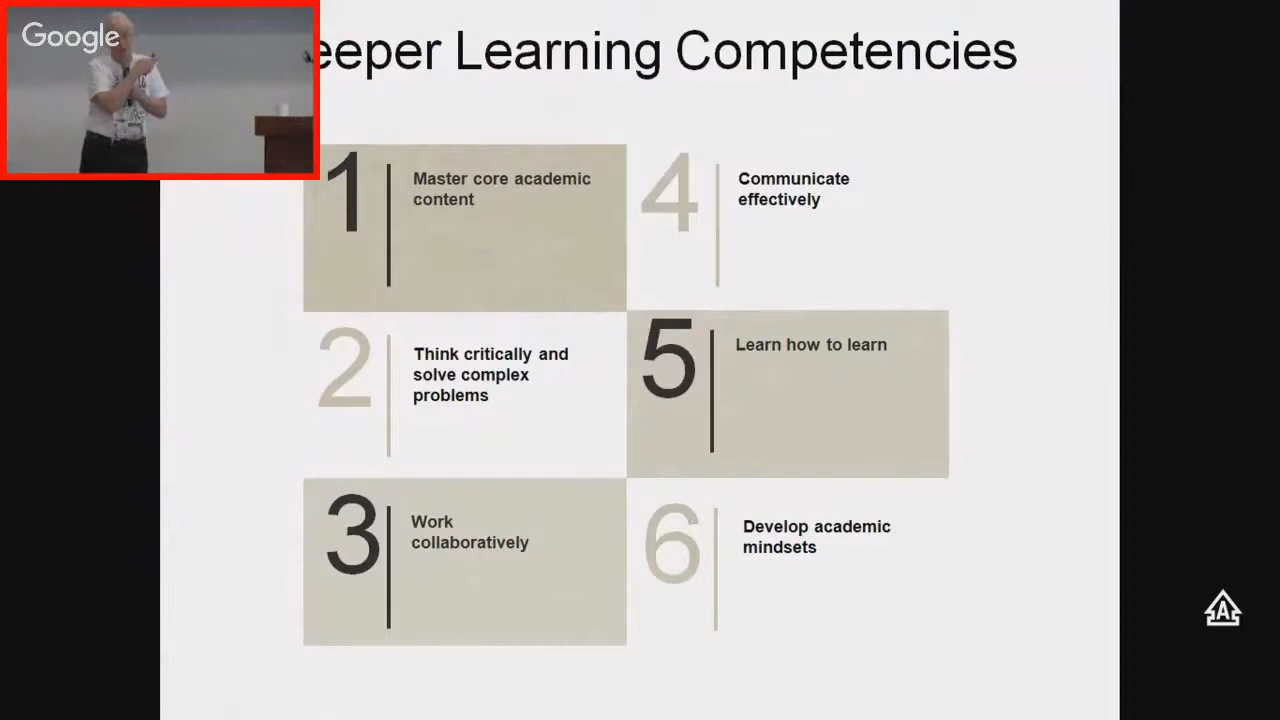 Google
eeper Learning Competencies
1
Master core academic
content
2
Think critically and
solve complex
problems
3
Work
collaboratively
4
Communicate
effectively
5
Learn how to learn
6
Develop academic
mindsets
A